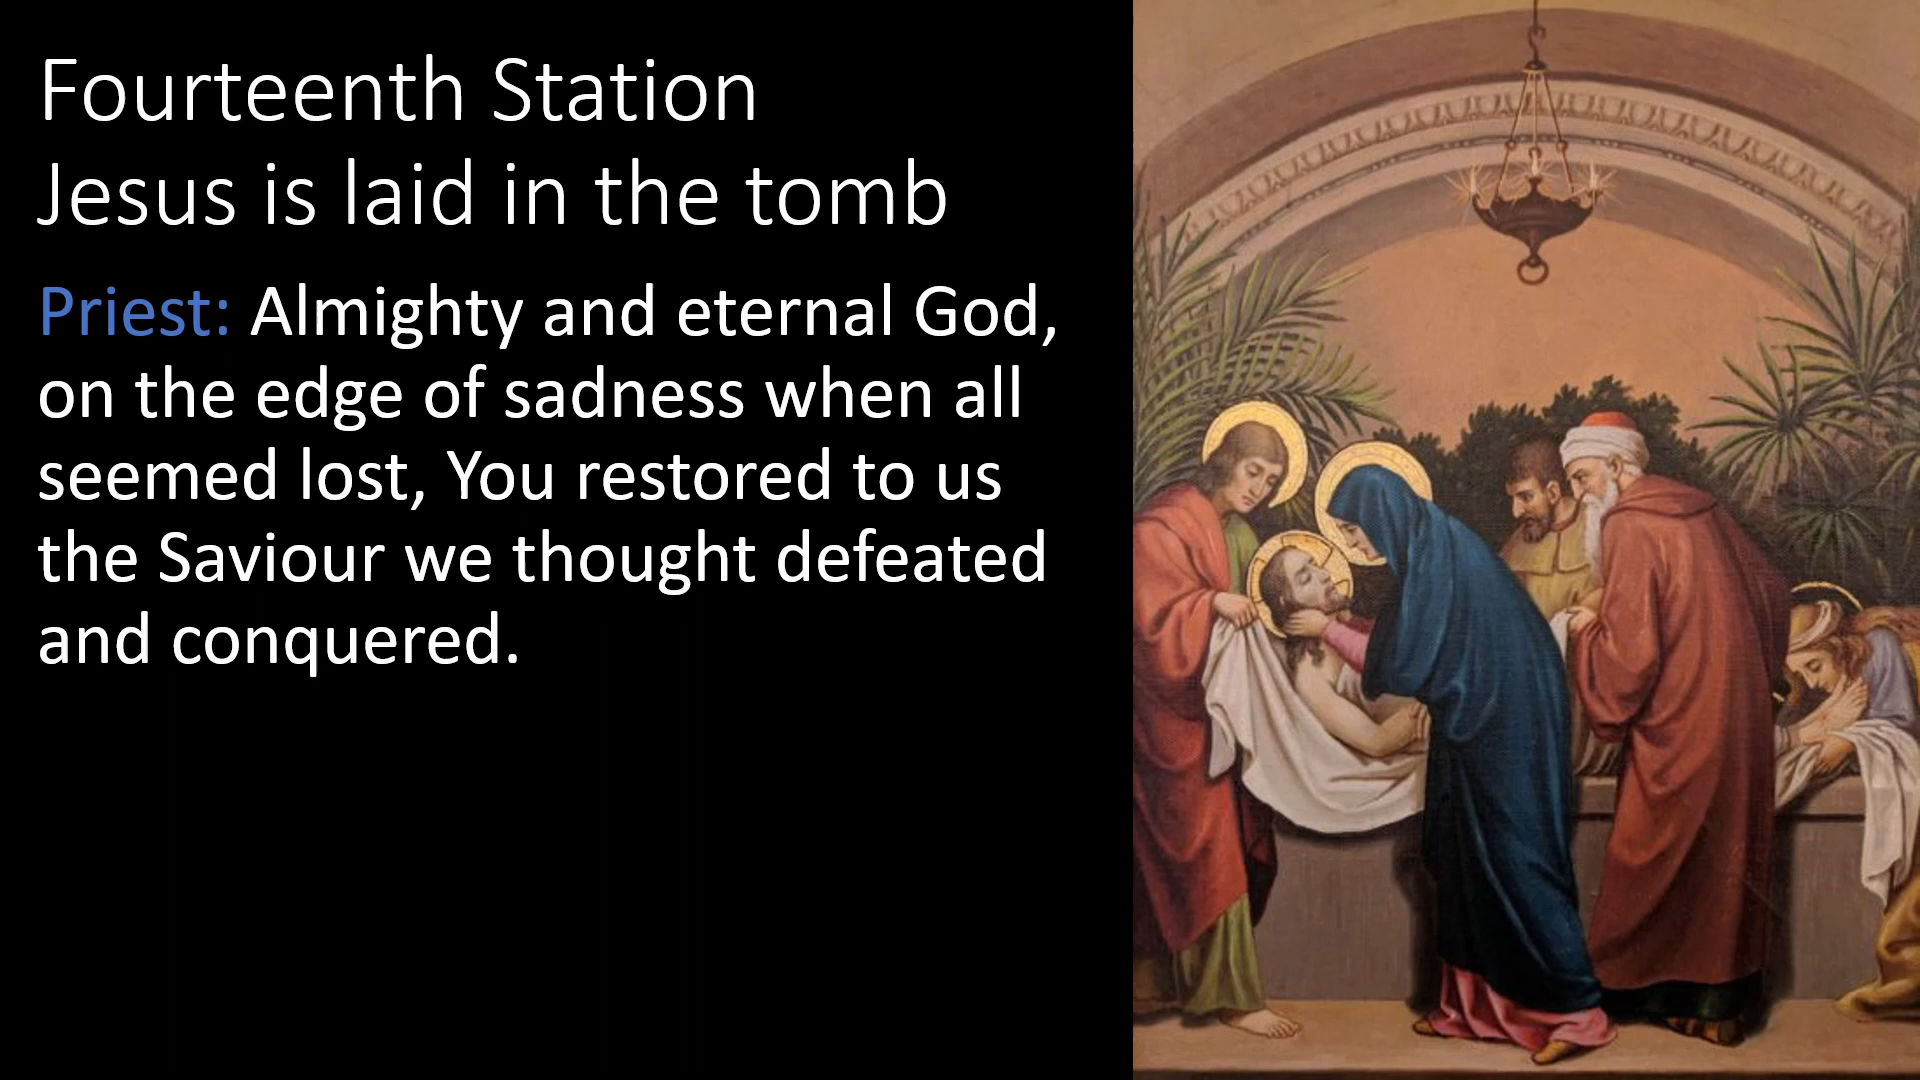 Fourteenth Station
Jesus is laid in the tomb
Priest: Almighty and eternal God,
on the edge of sadness when all
seemed lost, You restored to us
the Saviour we thought defeated
and conquered.